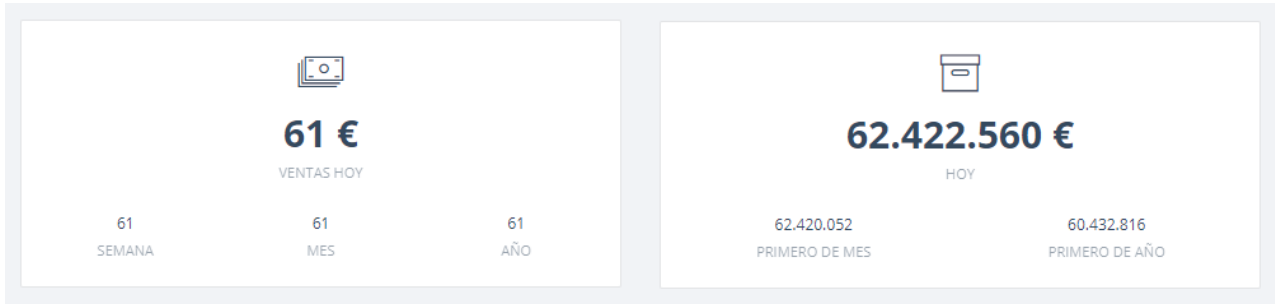 61 €
VENTAS HOY
61
61
61
SEMANA
MES
AÑO
62.422.560 €
HOY
62.420.052
60.432.816
PRIMERO DE MES
PRIMERO DE AÑO